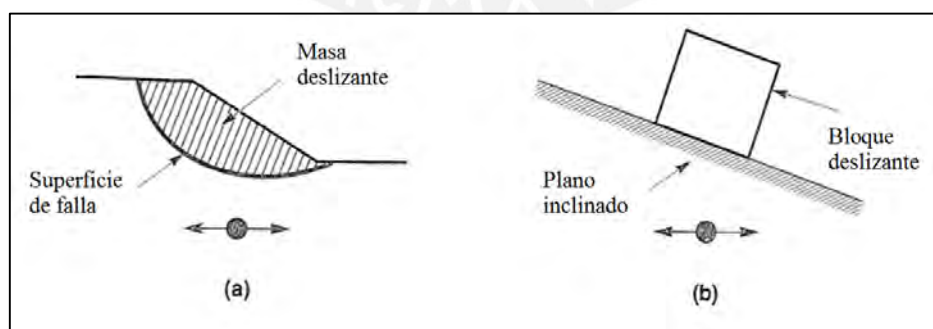 Masa
deslizante
Superficie
de falla
(a)
Bloque
deslizante
Plano
inclinado
(b)